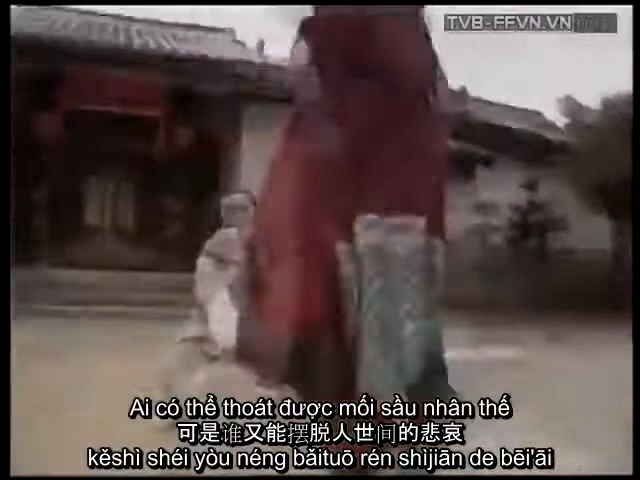 TVB-FFVN.VN
Ai có thể thoát được mối sầu nhân thế
可是谁又能摆脱人世间的悲哀
kěshì shéi yòu néng bǎituō rén shìjiān de bēi'āi